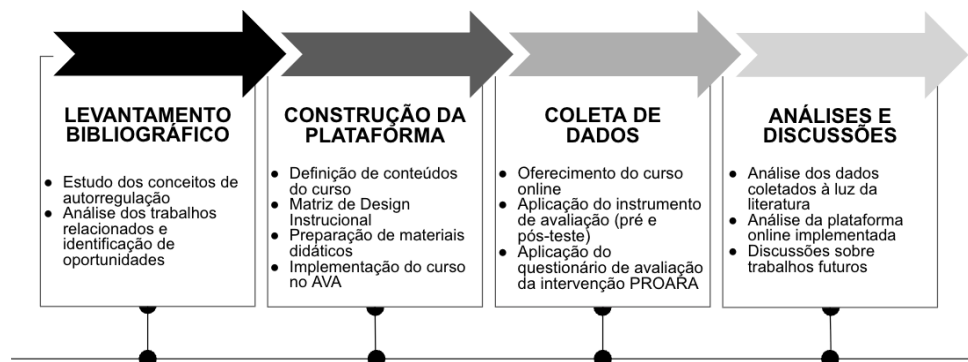 LEVANTAMENTO
BIBLIOGRÁFICO
● Estudo dos conceitos de
autorregulação
● Análise dos trabalhos
relacionados e
identificação de
oportunidades
CONSTRUÇÃO DA
PLATAFORMA
● Definição de conteúdos
do curso
● Matriz de Design
Instrucional
● Preparação de materiais
didáticos
● Implementação do curso
no AVA
COLETA DE
DADOS
● Oferecimento do curso
online
● Aplicação do instrumento
de avaliação (pré e
pós-teste)
● Aplicação do
questionário de avaliação
da intervenção PROARA
ANÁLISES E
DISCUSSÕES
● Análise dos dados
coletados à luz da
literatura
● Análise da plataforma
online implementada
● Discussões sobre
trabalhos futuros